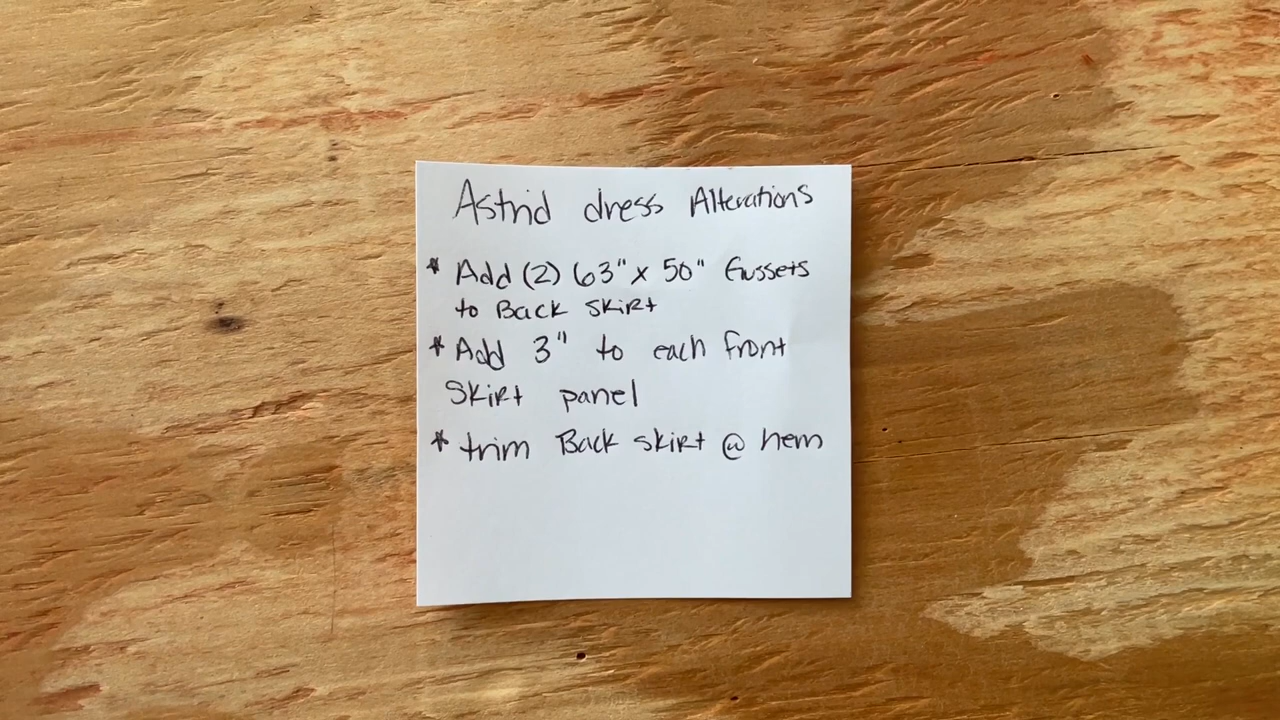 Astrid dress Alterations
* Add (2) 63" x 50" Gussets
to Back skirt
* Add 3" to each front
skirt panel
* trim Back skirt @ hem